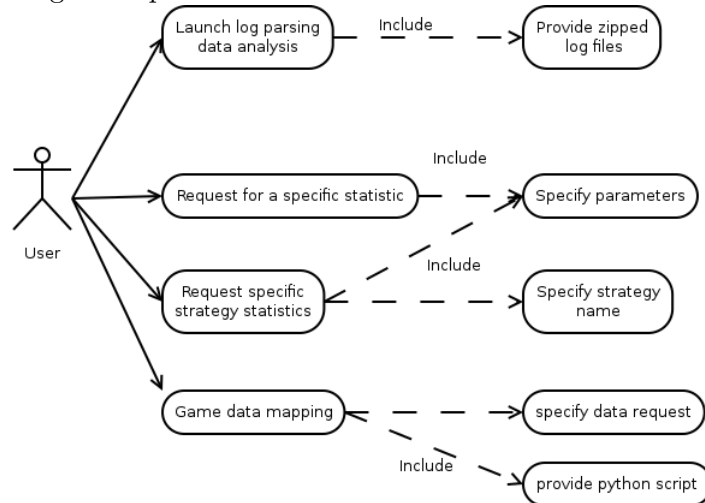 Launch log parsing
data analysis
Include
Provide zipped
log files
User
Request for a specific statistic
Include
Specify parameters
Request specific
strategy statistics
Include
Specify strategy
name
Game data mapping
specify data request
Include
provide python script